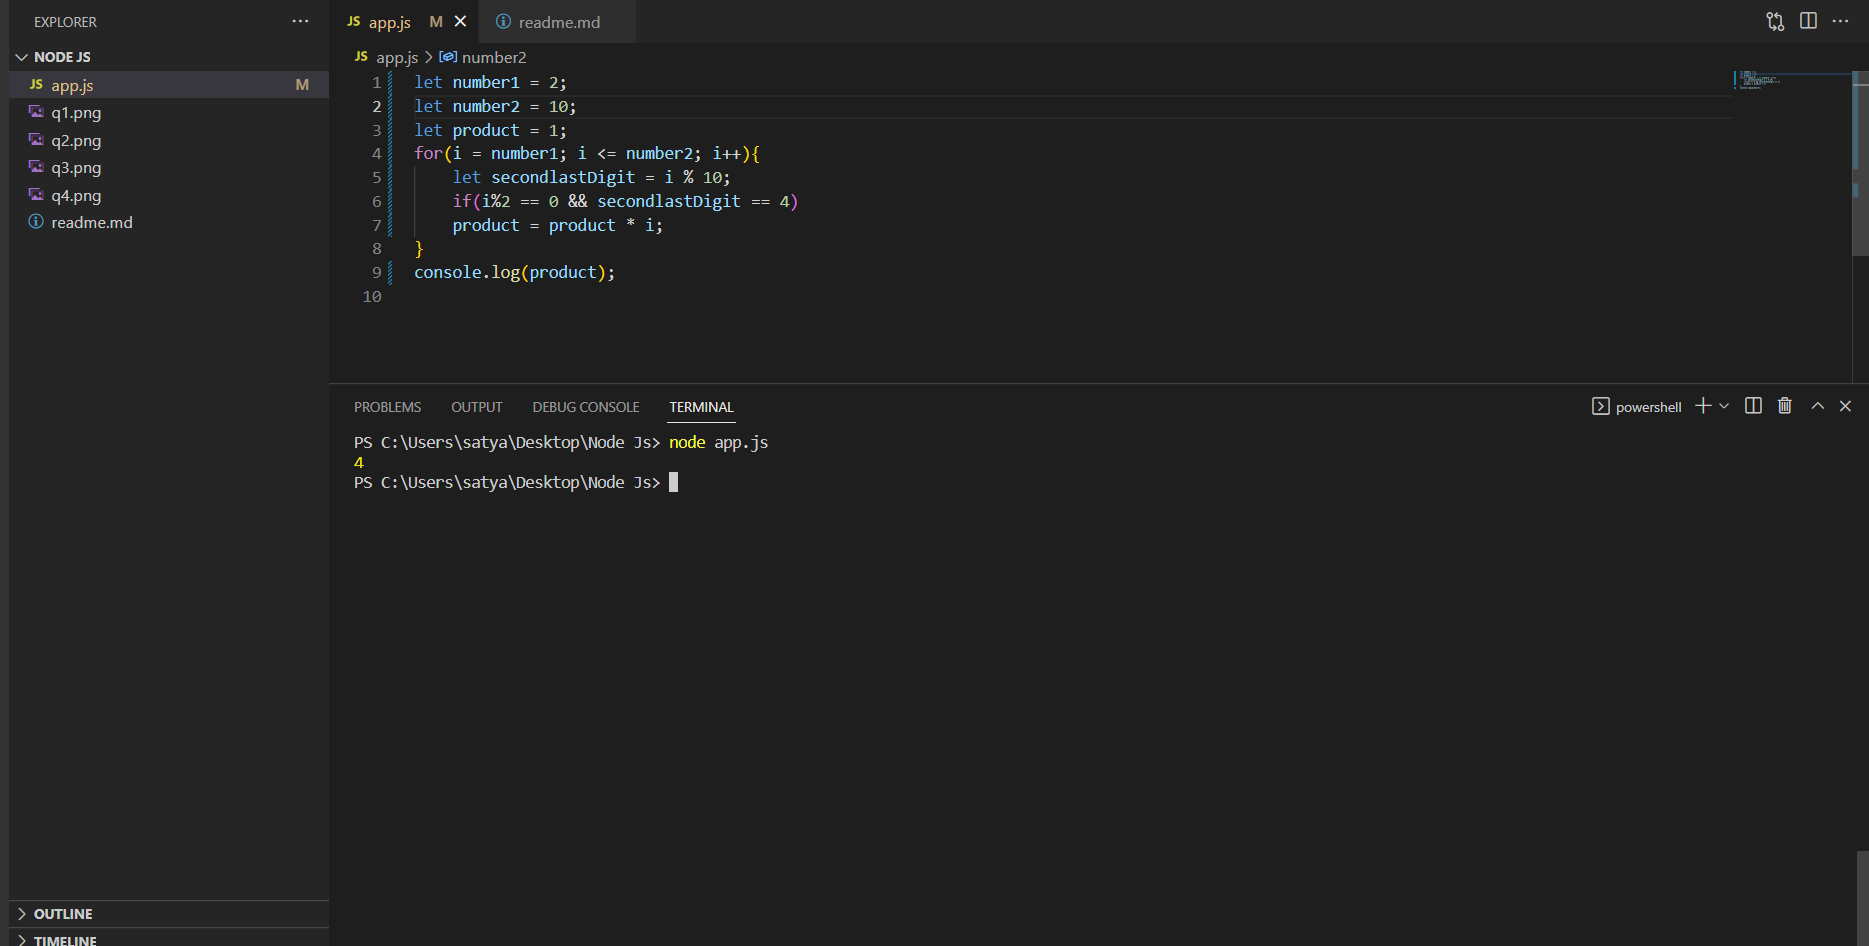 EXPLORER
NODE JS
JS app.js M
q1.png
q2.png
q3.png
q4.png
readme.md
OUTLINE
TIMELINE
JS app.js M
readme.md
JS app.js > number2
1 let number1 = 2;
2 let number2 = 10;
3 let product = 1;
4 for(i = number1; i <= number2; i++){
5 let secondlastDigit = i % 10;
6 if(i%2 == 0 && secondlastDigit == 4)
7 product = product * i;
8 }
9 console.log(product);
10
PROBLEMS OUTPUT DEBUG CONSOLE TERMINAL
powershell
PS C:\Users\satya\Desktop\Node Js> node app.js
4
PS C:\Users\satya\Desktop\Node Js>